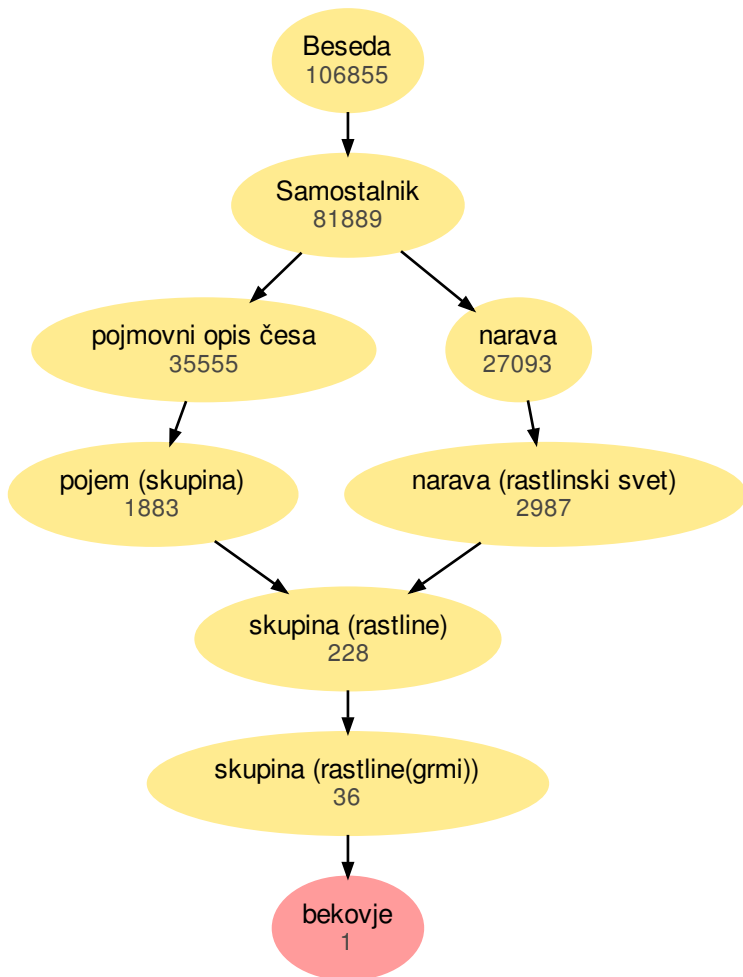 Beseda
106855
Samostalnik
81889
pojmovni opis česa
35555
narava
27093
pojem (skupina)
1883
narava (rastlinski svet)
2987
skupina (rastline)
228
skupina (rastline(grmi))
36
bekovje
1